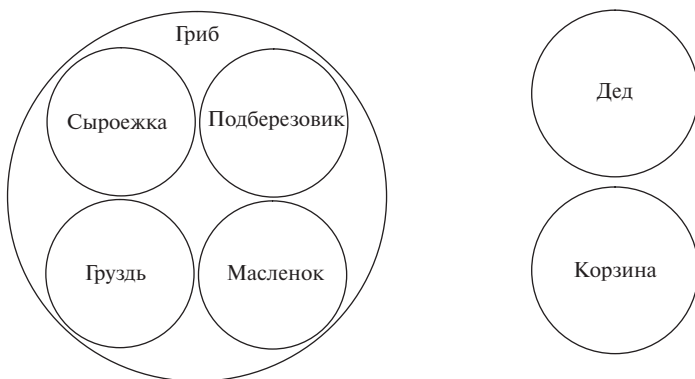 Гриб
Сыроежка
Подберезовик
Груздь
Масленок
Дед
Корзина